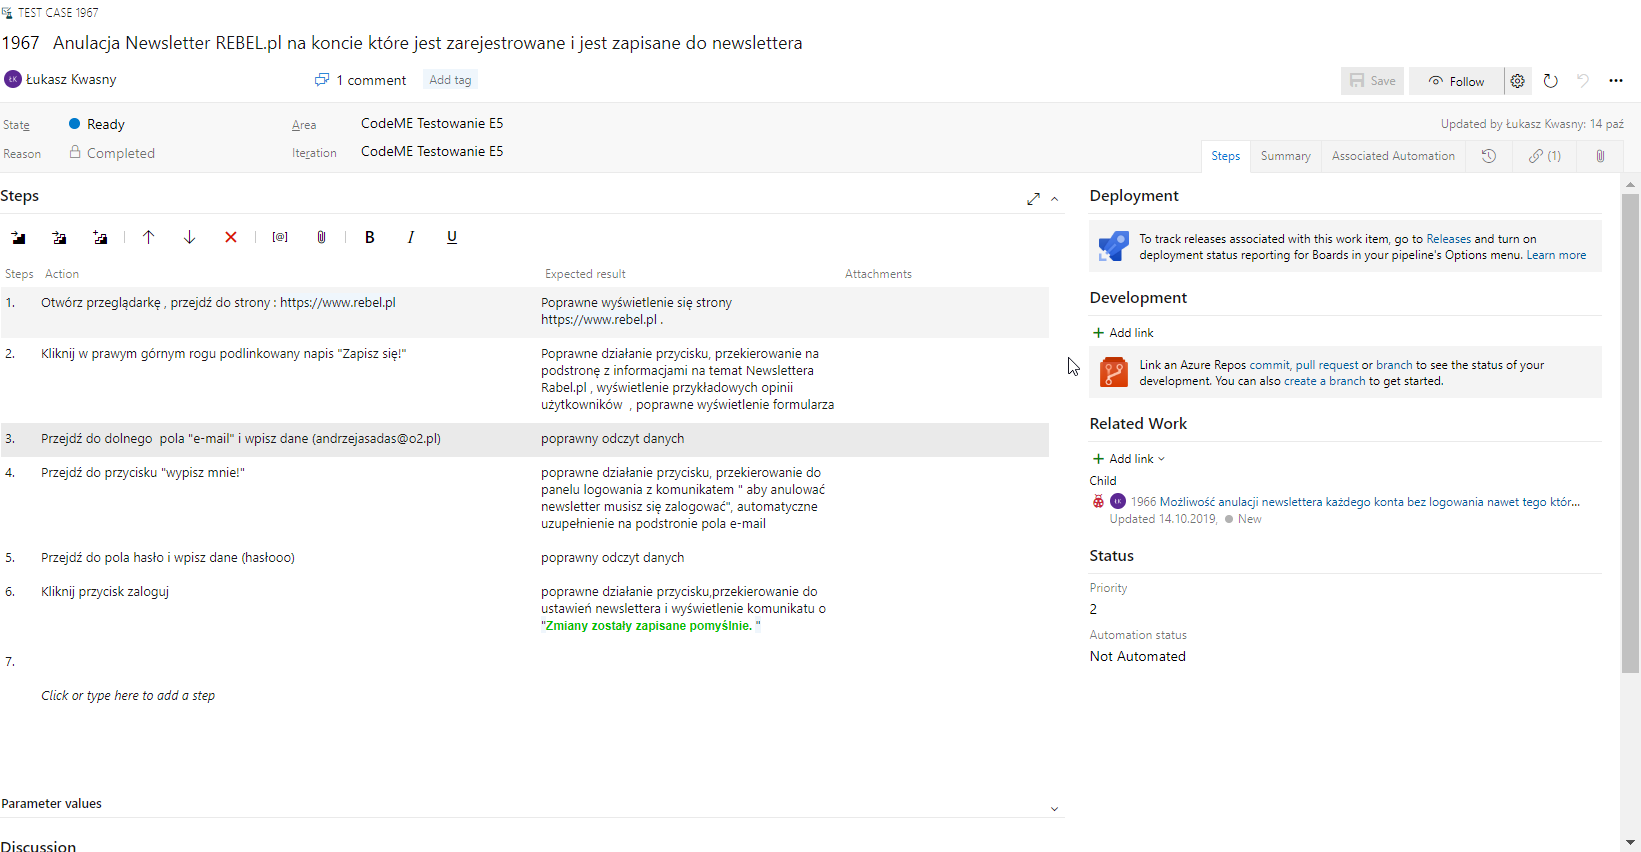 TEST CASE 1967
1967 Anulacja Newsletter REBEL.pl na koncie które jest zarejestrowane i jest zapisane do newslettera
ŁK Łukasz Kwasny
1 comment
Add tag
Save
Follow
State
Ready
Area
CodeME Testowanie E5
Updated by Łukasz Kwasny: 14 paź
Reason
Completed
Iteration
CodeME Testowanie E5
Steps
Summary
Associated Automation
(1)
Steps
[@]
B
I
U
Steps
Action
Expected result
Attachments
1.
Otwórz przeglądarkę , przejdź do strony : https://www.rebel.pl
Poprawne wyświetlenie się strony
https://www.rebel.pl .
2.
Kliknij w prawym górnym rogu podlinkowany napis "Zapisz się!"
Poprawne działanie przycisku, przekierowanie na
podstronę z informacjami na temat Newslettera
Rabel.pl , wyświetlenie przykładowych opinii
użytkowników , poprawne wyświetlenie formularza
3.
Przejdź do dolnego pola "e-mail" i wpisz dane (andrzejasadas@o2.pl)
poprawny odczyt danych
4.
Przejdź do przycisku "wypisz mnie!"
poprawne działanie przycisku, przekierowanie do
panelu logowania z komunikatem " aby anulować
newsletter musisz się zalogować", automatyczne
uzupełnienie na podstronie pola e-mail
5.
Przejdź do pola hasło i wpisz dane (hasłooo)
poprawny odczyt danych
6.
Kliknij przycisk zaloguj
poprawne działanie przycisku,przekierowanie do
ustawień newslettera i wyświetlenie komunikatu o
"Zmiany zostały zapisane pomyślnie. "
7.
Click or type here to add a step
Parameter values
Discussion
Deployment
To track releases associated with this work item, go to Releases and turn on
deployment status reporting for Boards in your pipeline's Options menu. Learn more
Development
Add link
Link an Azure Repos commit, pull request or branch to see the status of your
development. You can also create a branch to get started.
Related Work
Add link
Child
ŁK 1966 Możliwość anulacji newslettera każdego konta bez logowania nawet tego któr...
Updated 14.10.2019, New
Status
Priority
2
Automation status
Not Automated